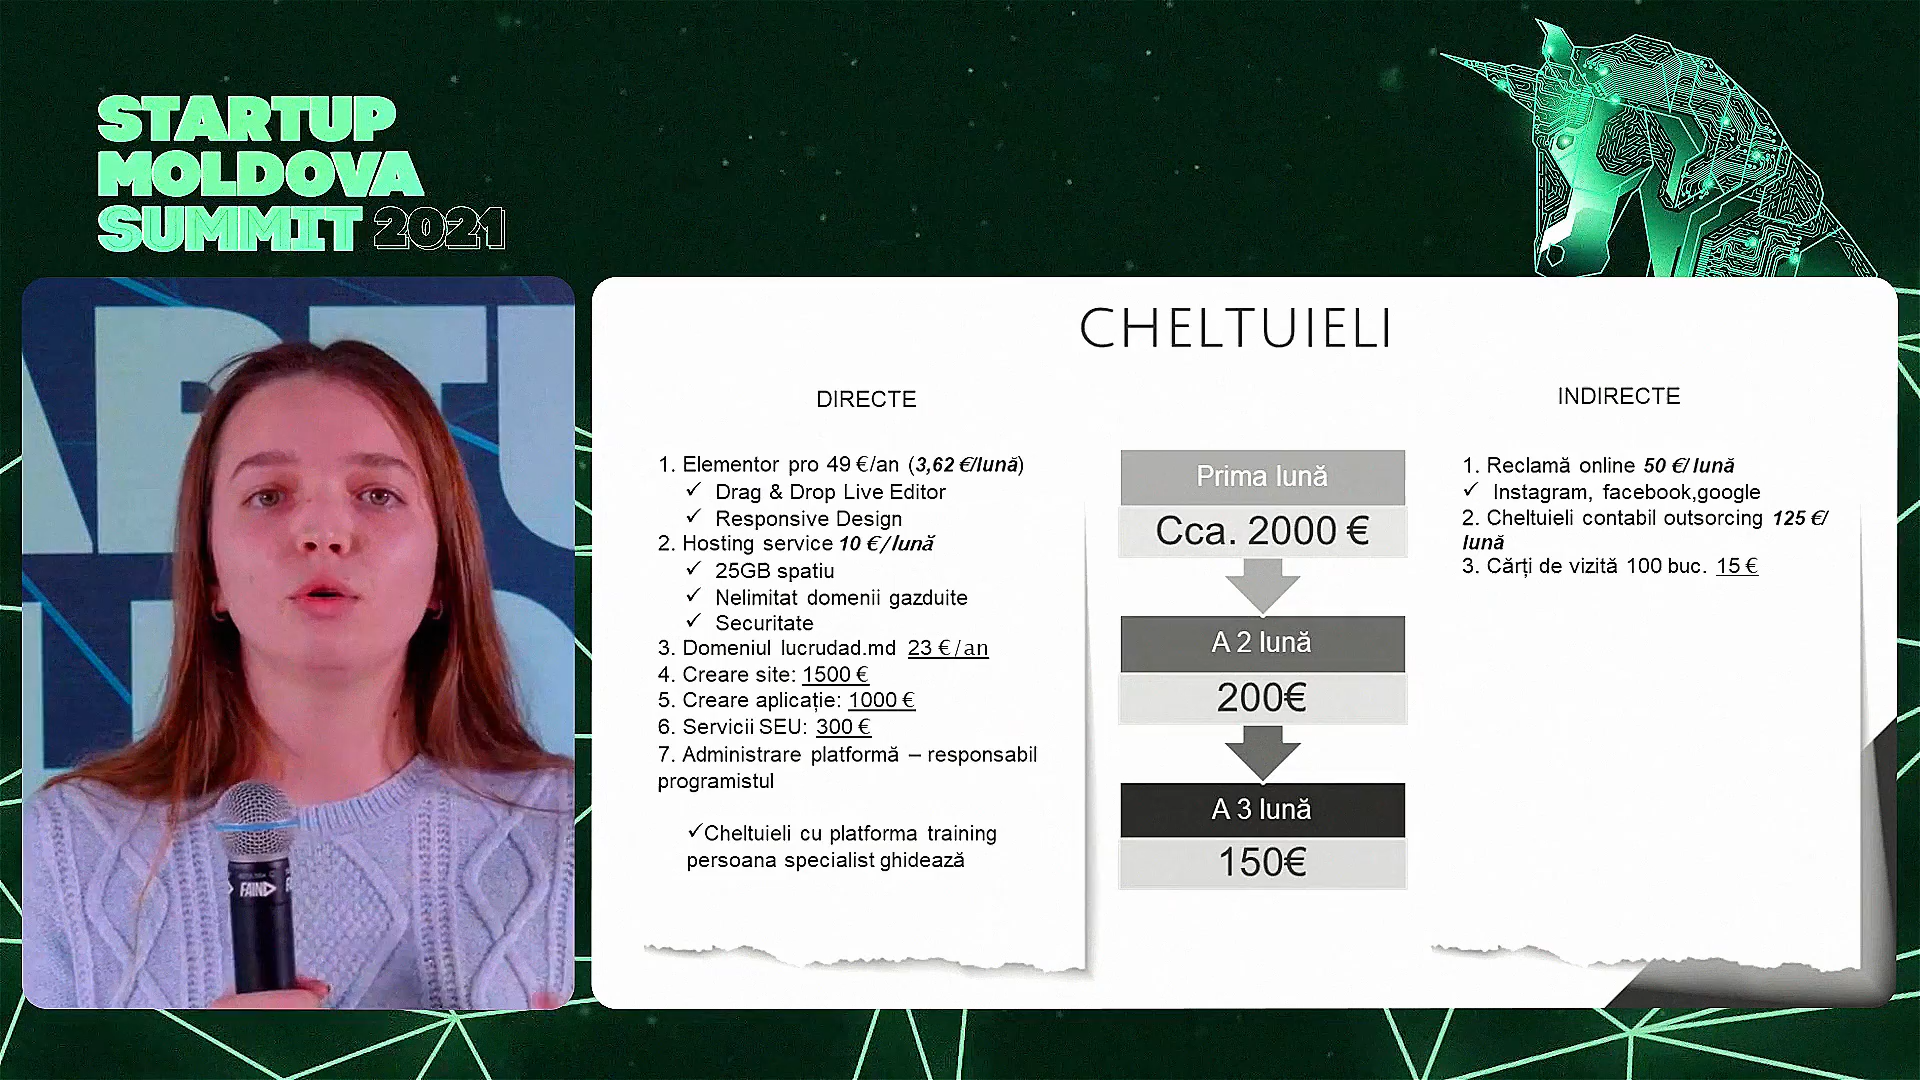 STARTUP
MOLDOVA
SUMMIT 2021
CHELTUIELI
DIRECTE
1. Elementor pro 49 €/an (3,62 €/lună)
✓ Drag & Drop Live Editor
✓ Responsive Design
2. Hosting service 10 €/lună
✓ 25GB spatiu
✓ Nelimitat domenii gazduite
✓ Securitate
3. Domeniul lucrudad.md 23 €/an
4. Creare site: 1500 €
5. Creare aplicație: 1000 €
6. Servicii SEU: 300 €
7. Administrare platformă – responsabil
programistul
✓Cheltuieli cu platforma training
persoana specialist ghidează
Prima lună
Cca. 2000 €
A 2 lună
200€
A 3 lună
150€
INDIRECTE
1. Reclamă online 50 €/lună
✓ Instagram, facebook,google
2. Cheltuieli contabil outsorcing 125 €/
lună
3. Cărți de vizită 100 buc. 15 €
FAIND